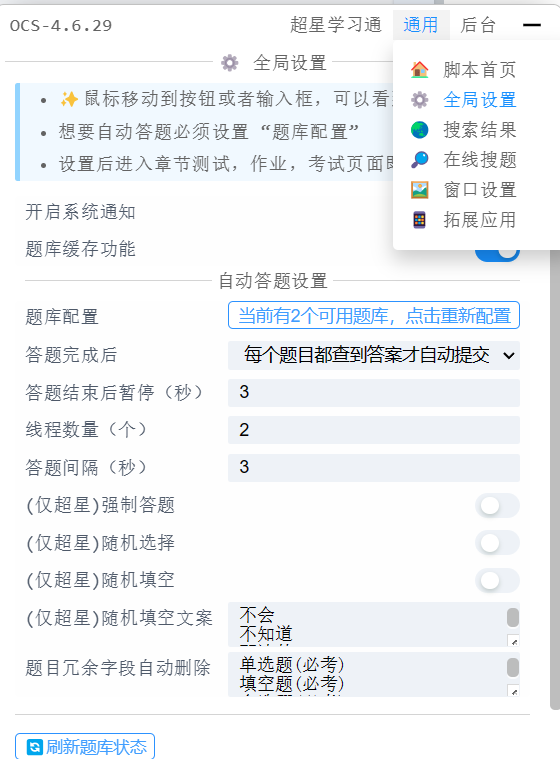 OCS-4.6.29 超星学习通 通用 后台
全局设置
✨鼠标移动到按钮或者输入框，可以看
想要自动答题必须设置 “题库配置”
设置后进入章节测试，作业，考试页面
脚本首页
全局设置
搜索结果
在线搜题
窗口设置
拓展应用
开启系统通知
题库缓存功能
自动答题设置
题库配置 当前有2个可用题库，点击重新配置
答题完成后 每个题目都查到答案才自动提交
答题结束后暂停（秒） 3
线程数量（个） 2
答题间隔（秒） 3
(仅超星)强制答题
(仅超星)随机选择
(仅超星)随机填空
(仅超星)随机填空文案 不会
不知道
题目冗余字段自动删除 单选题(必考)
填空题(必考)
刷新题库状态